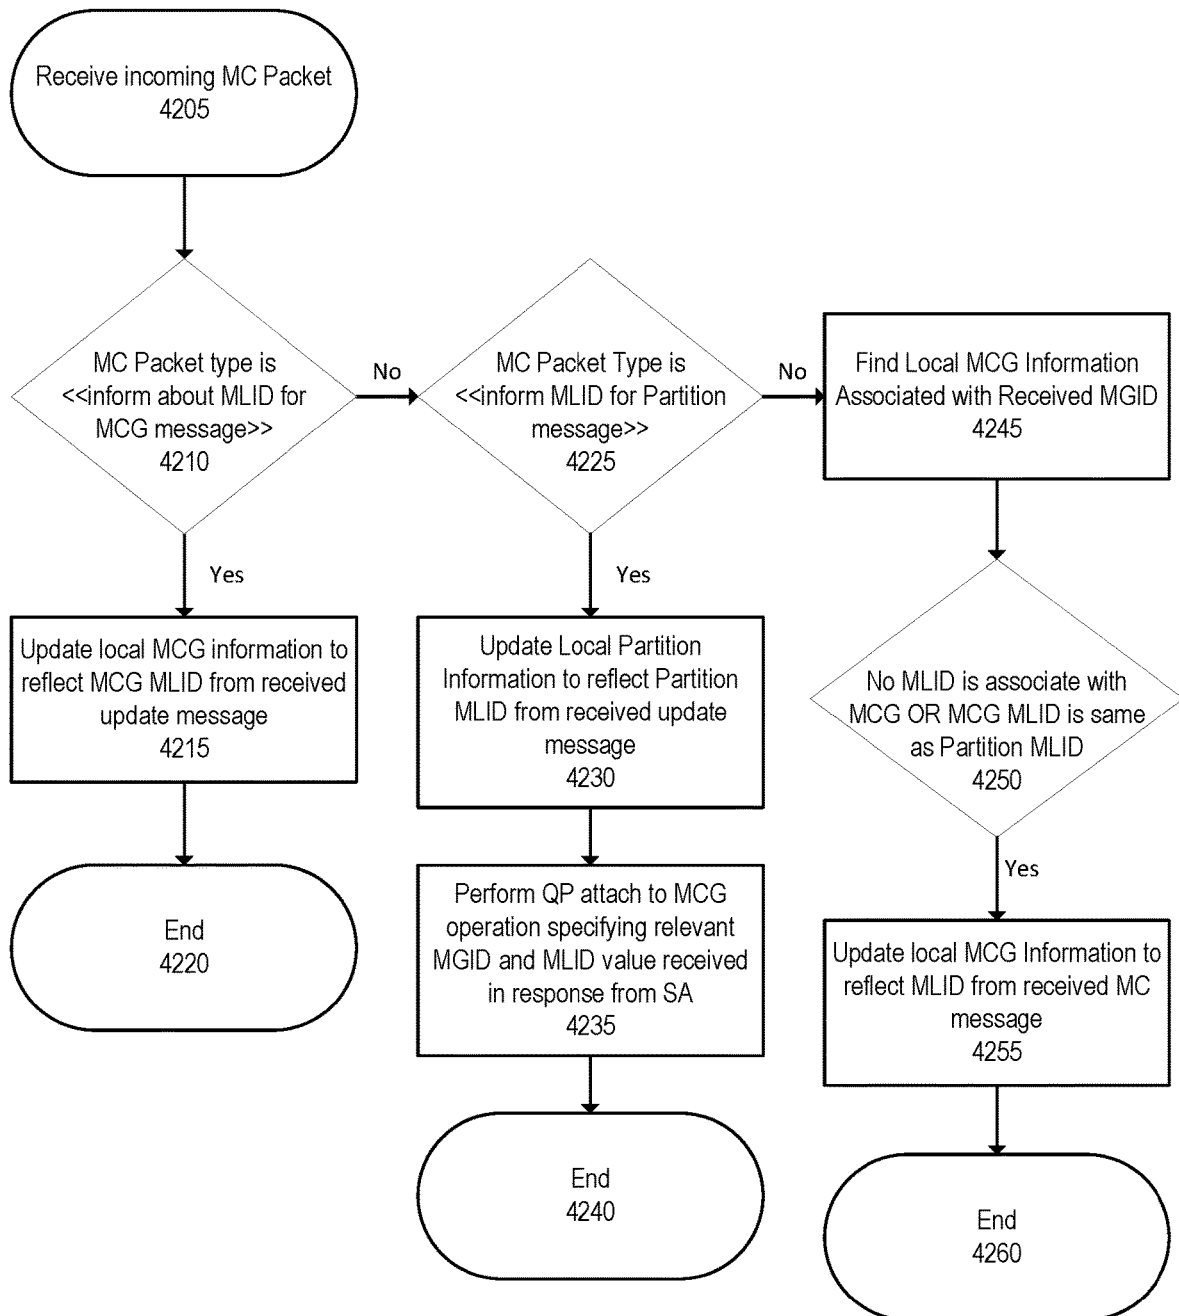 Receive incoming MC Packet
4205
MC Packet type is
<<inform about MLID for
MCG message>>
4210
No
MC Packet Type is
<<inform MLID for Partition
message>>
4225
No
Find Local MCG Information
Associated with Received MGID
4245
Yes
Update local MCG information to
reflect MCG MLID from received
update message
4215
End
4220
Yes
Update Local Partition
Information to reflect Partition
MLID from received update
message
4230
Perform QP attach to MCG
operation specifying relevant
MGID and MLID value received
in response from SA
4235
End
4240
No MLID is associate with
MCG OR MCG MLID is same
as Partition MLID
4250
Yes
Update local MCG Information to
reflect MLID from received MC
message
4255
End
4260